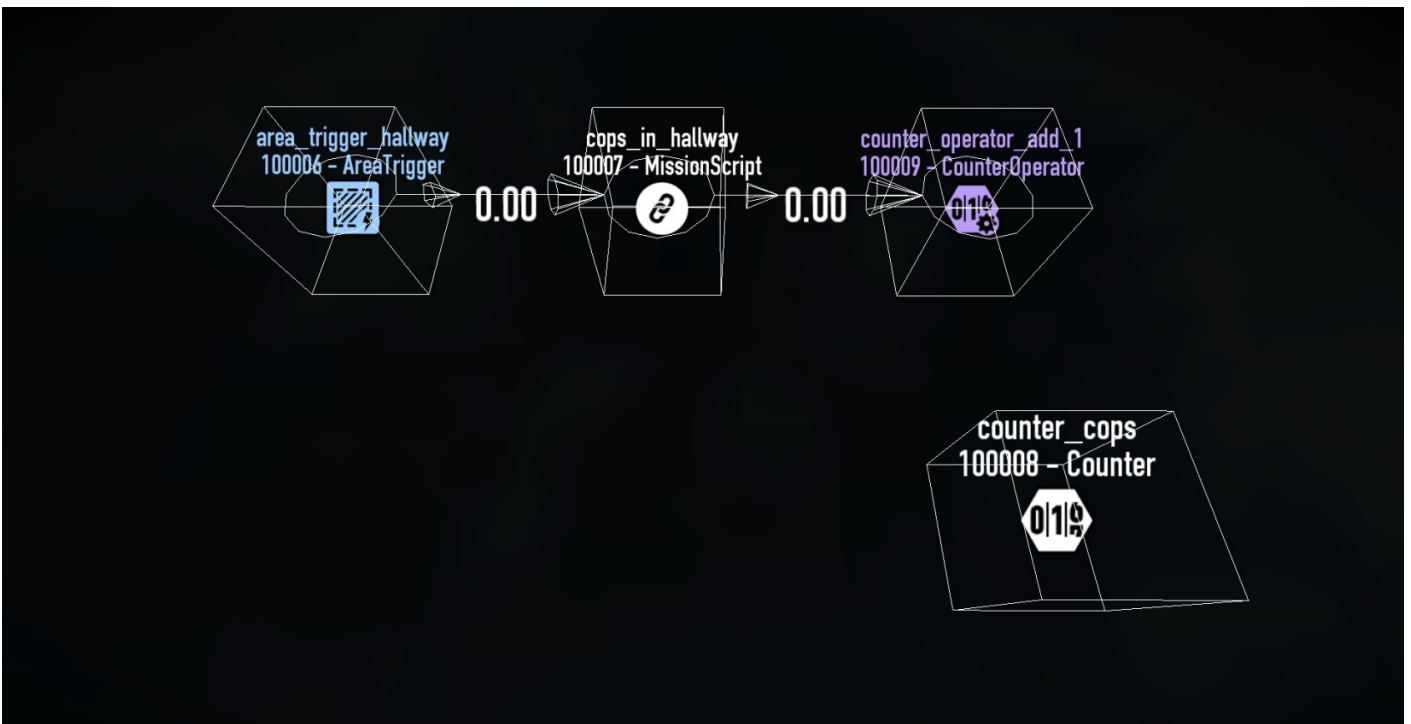 area_trigger_hallway
100006 - AreaTrigger
0.00
cops_in_hallway
100007 - MissionScript
0.00
counter_operator_add_1
100009 - CounterOperator
counter_cops
100008 - Counter